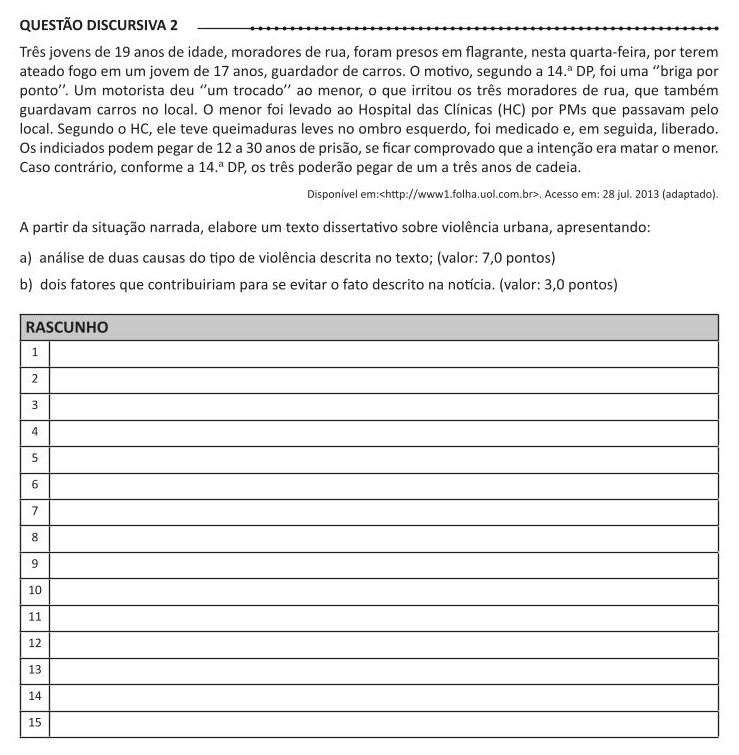 QUESTÃO DISCURSIVA 2
Três jovens de 19 anos de idade, moradores de rua, foram presos em flagrante, nesta quarta-feira, por terem
ateado fogo em um jovem de 17 anos, guardador de carros. O motivo, segundo a 14.ª DP, foi uma ‘‘briga por
ponto’’. Um motorista deu ‘‘um trocado’’ ao menor, o que irritou os três moradores de rua, que também
guardavam carros no local. O menor foi levado ao Hospital das Clínicas (HC) por PMs que passavam pelo
local. Segundo o HC, ele teve queimaduras leves no ombro esquerdo, foi medicado e, em seguida, liberado.
Os indiciados podem pegar de 12 a 30 anos de prisão, se ficar comprovado que a intenção era matar o menor.
Caso contrário, conforme a 14.ª DP, os três poderão pegar de um a três anos de cadeia.
Disponível em:<http://www1.folha.uol.com.br>. Acesso em: 28 jul. 2013 (adaptado).
A partir da situação narrada, elabore um texto dissertativo sobre violência urbana, apresentando:
a) análise de duas causas do tipo de violência descrita no texto; (valor: 7,0 pontos)
b) dois fatores que contribuiriam para se evitar o fato descrito na notícia. (valor: 3,0 pontos)
RASCUNHO
1
2
3
4
5
6
7
8
9
10
11
12
13
14
15